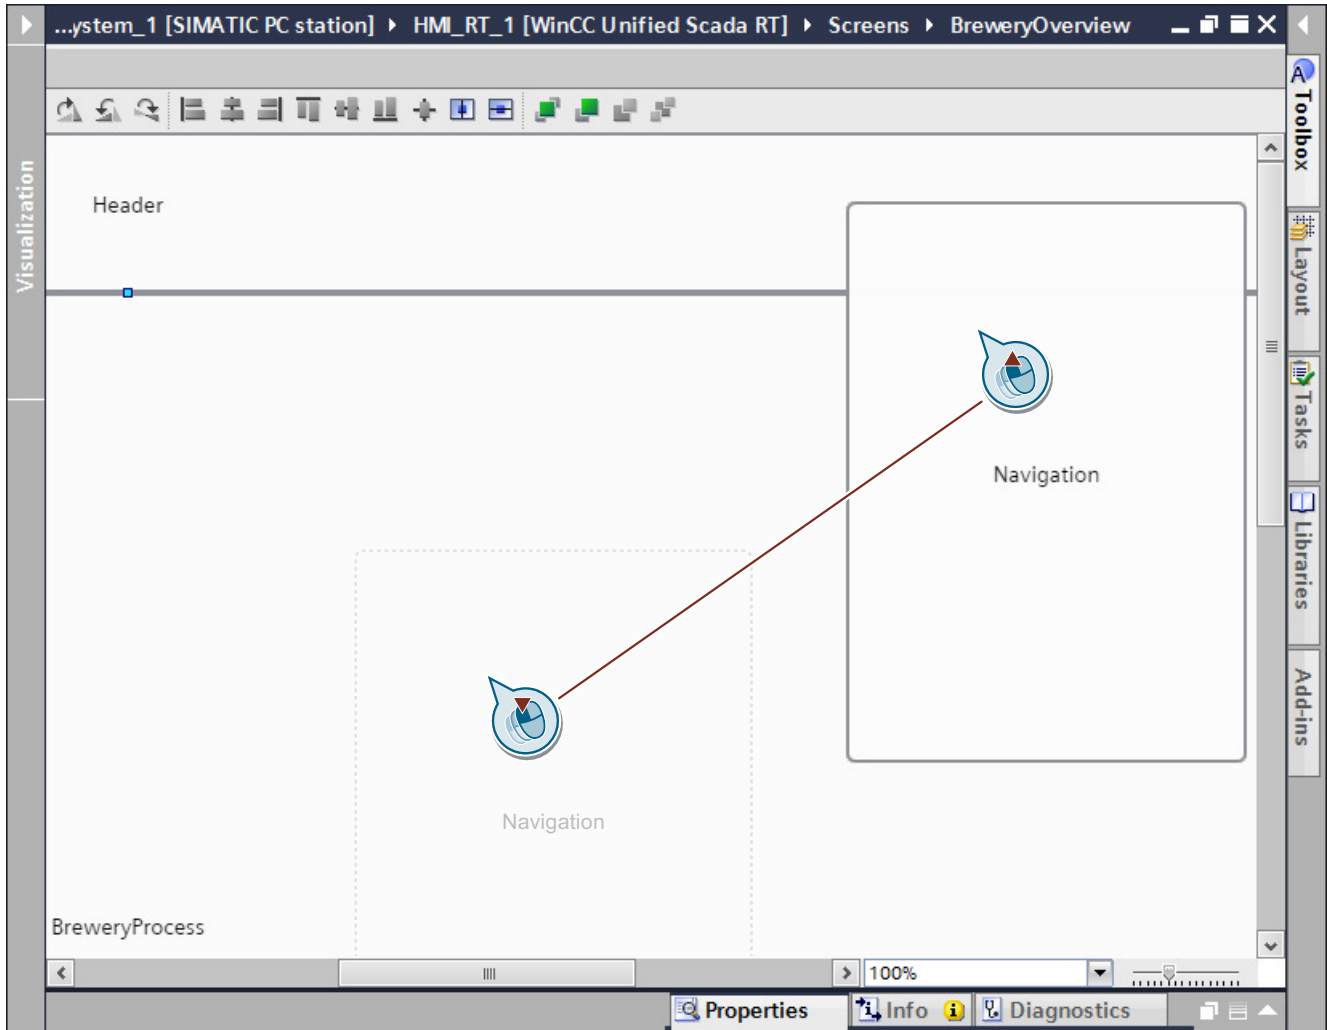 ...ystem_1 [SIMATIC PC station] HMI_RT_1 [WinCC Unified Scada RT] Screens BreweryOverview
Visualization
Header
Navigation
Navigation
BreweryProcess
100%
Properties
Info
Diagnostics
Toolbox
Layout
Tasks
Libraries
Add-ins